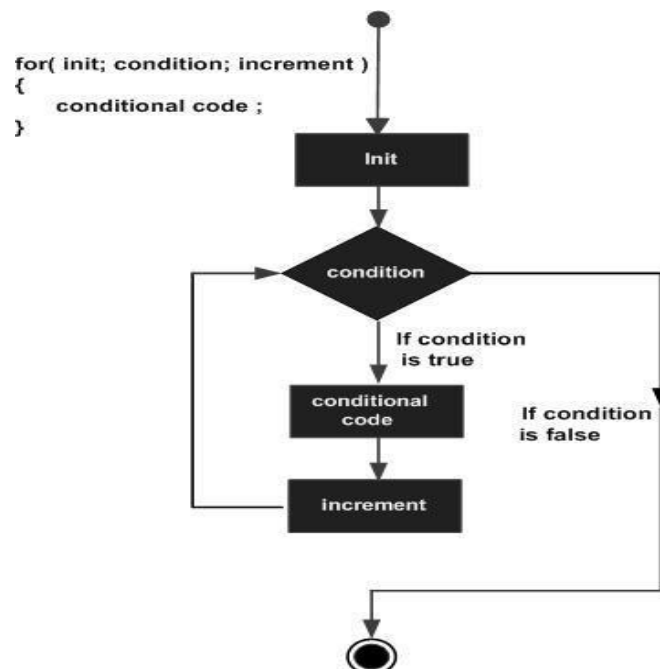 for( init; condition; increment )
{
conditional code ;
}
Init
condition
If condition
is true
conditional
code
If condition
is false
increment